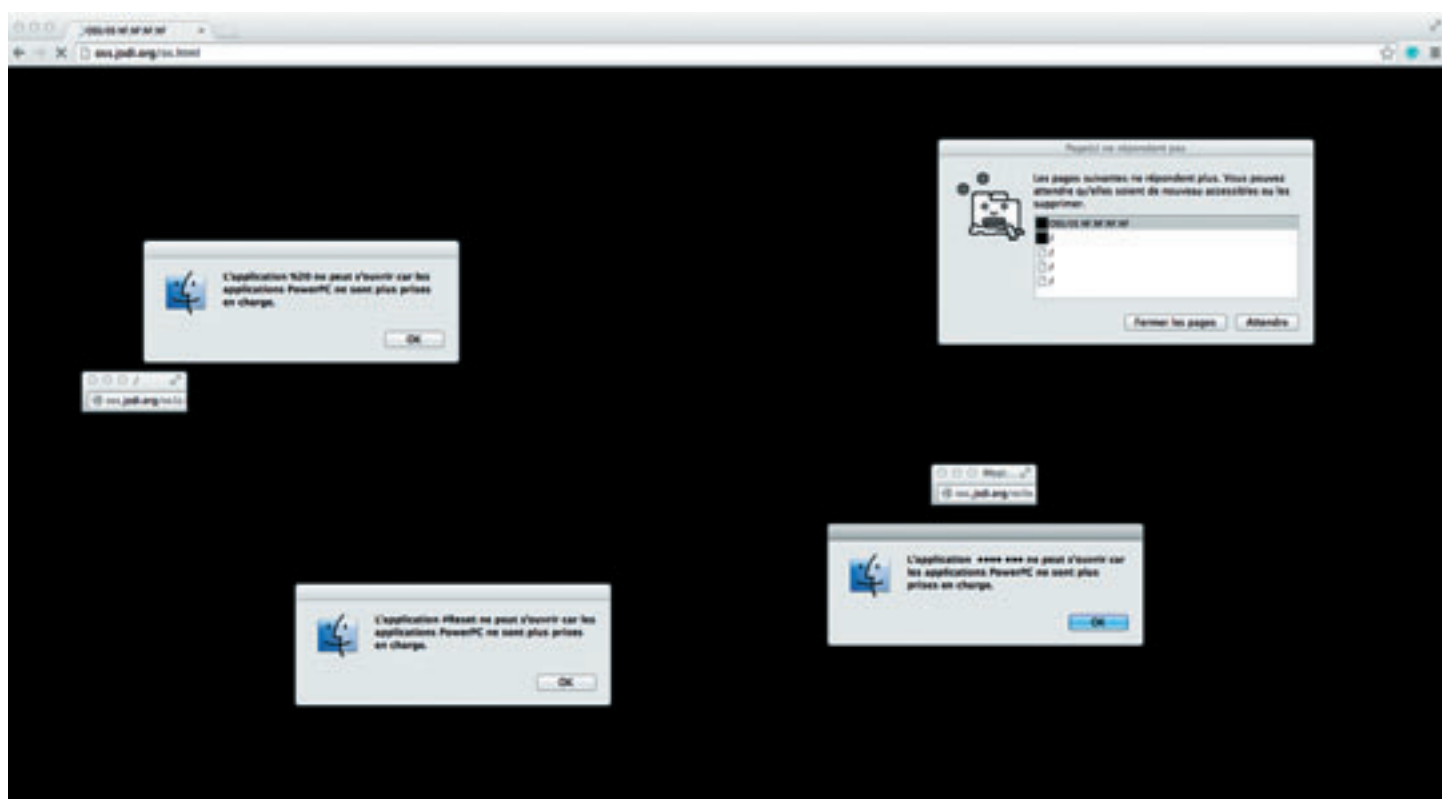 oss.jodi.org/os.html
Page(s) ne répondent pas
Les pages suivantes ne répondent plus. Vous pouvez
attendre qu'elles soient de nouveau accessibles ou les
supprimer.
/
/
/
/
Fermer les pages
Attendre
L'application %20 ne peut s'ouvrir car les
applications PowerPC ne sont plus prises
en charge.
OK
/
oss.jodi.org
oss.jodi.org
L'application ne peut s'ouvrir car
les applications PowerPC ne sont plus
prises en charge.
OK
L'application #Reset ne peut s'ouvrir car les
applications PowerPC ne sont plus prises
en charge.
OK